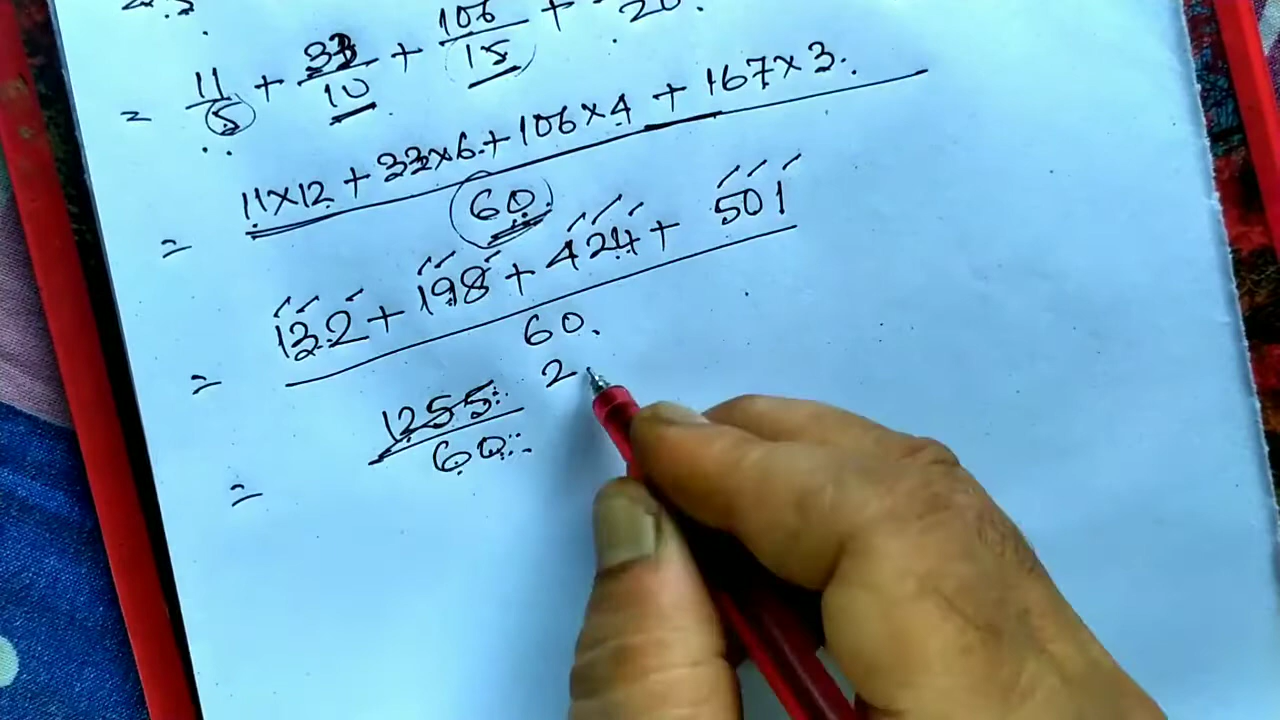 = 11/5 + 33/10 + 106/15 +
= 11×12 + 33×6 + 106×4 + 167×3 / 60
= 132 + 198 + 424 + 501 / 60
= 1255/60 2